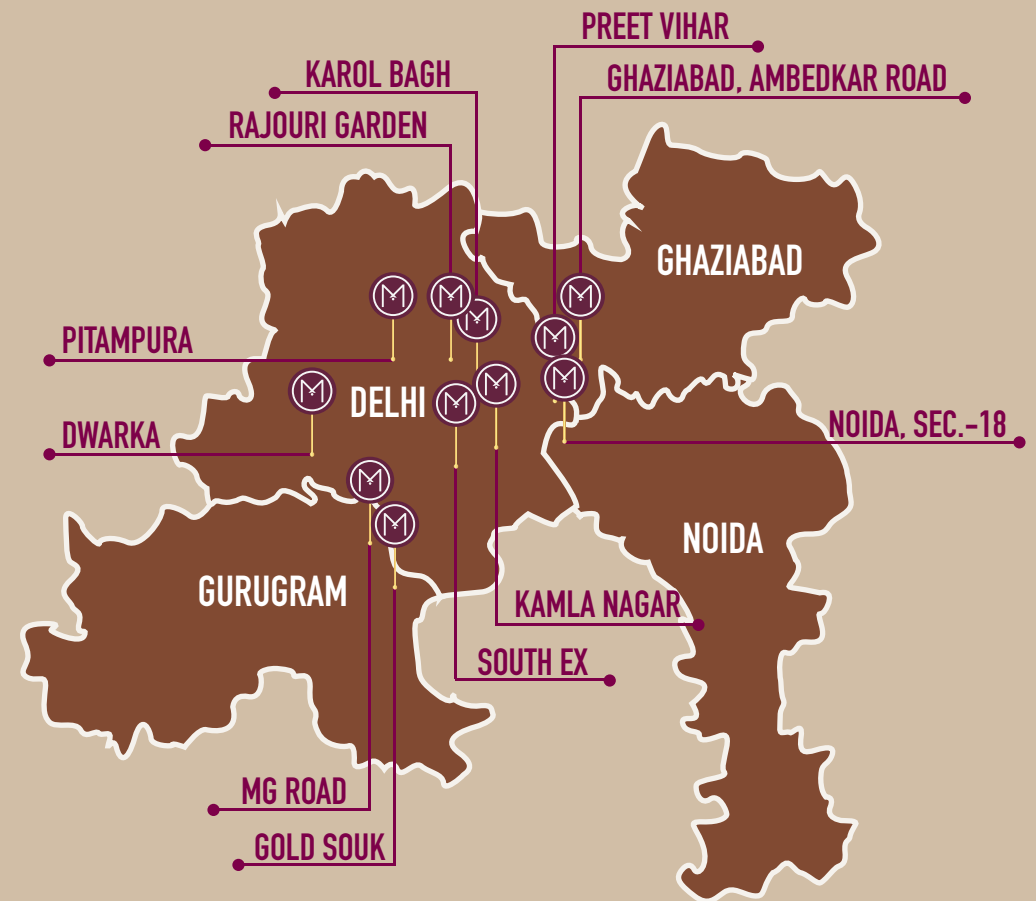 PREET VIHAR
KAROL BAGH
GHAZIABAD, AMBEDKAR ROAD
RAJOURI GARDEN
GHAZIABAD
PITAMPURA
DELHI
DWARKA
NOIDA, SEC.-18
NOIDA
GURUGRAM
KAMLA NAGAR
SOUTH EX
MG ROAD
GOLD SOUK